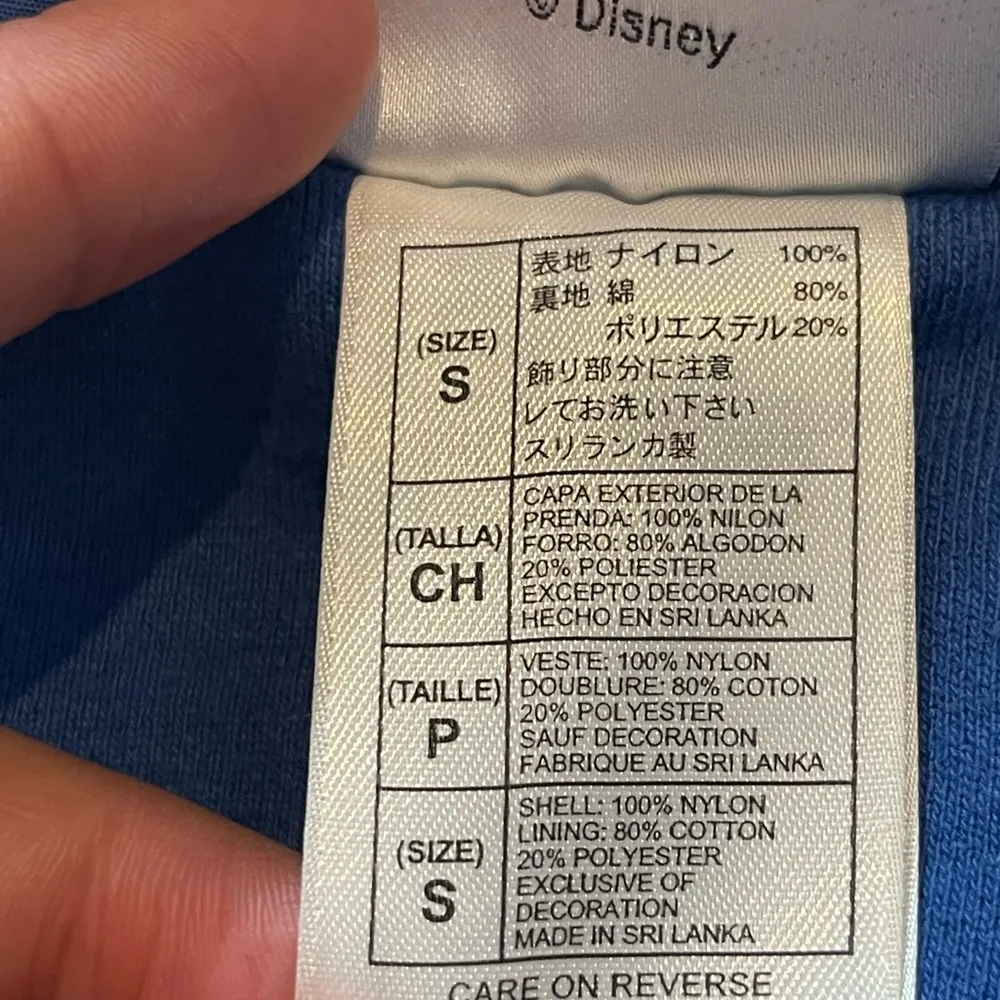 © Disney
(SIZE)
S
表地 ナイロン 100%
裏地 綿 80%
ポリエステル 20%
飾り部分に注意
レてお洗い下さい
スリランカ製
(TALLA)
CH
CAPA EXTERIOR DE LA
PRENDA: 100% NILON
FORRO: 80% ALGODON
20% POLIESTER
EXCEPTO DECORACION
HECHO EN SRI LANKA
(TAILLE)
P
VESTE: 100% NYLON
DOUBLURE: 80% COTON
20% POLYESTER
SAUF DECORATION
FABRIQUE AU SRI LANKA
(SIZE)
S
SHELL: 100% NYLON
LINING: 80% COTTON
20% POLYESTER
EXCLUSIVE OF
DECORATION
MADE IN SRI LANKA
CARE ON REVERSE